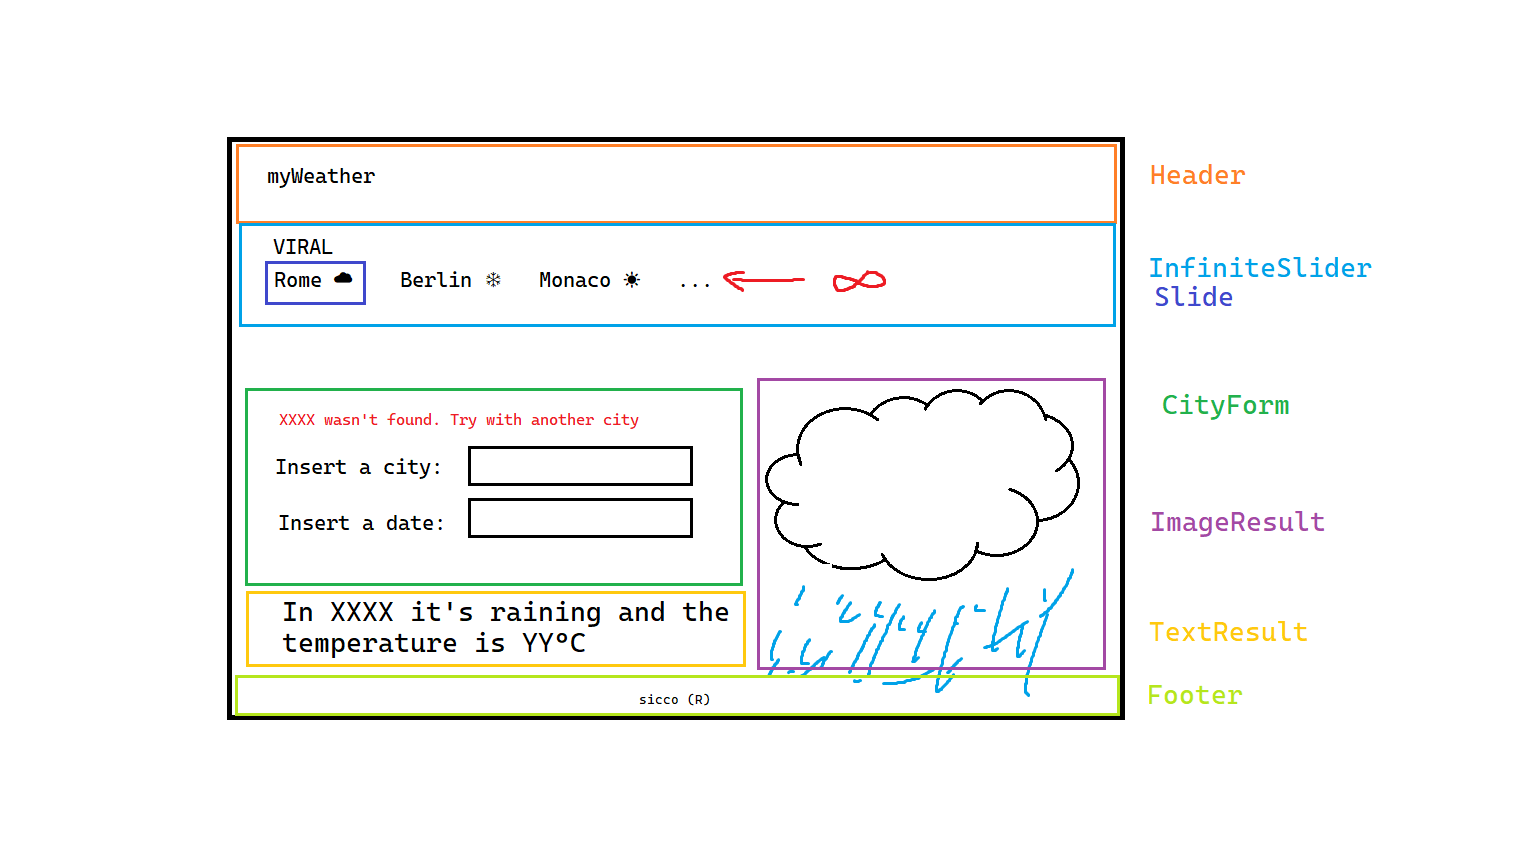 myWeather
Header
VIRAL
Rome Berlin Monaco ...
InfiniteSlider
Slide
XXXX wasn't found. Try with another city
CityForm
Insert a city:
Insert a date:
ImageResult
In XXXX it's raining and the
temperature is YY°C
TextResult
sicco (R)
Footer